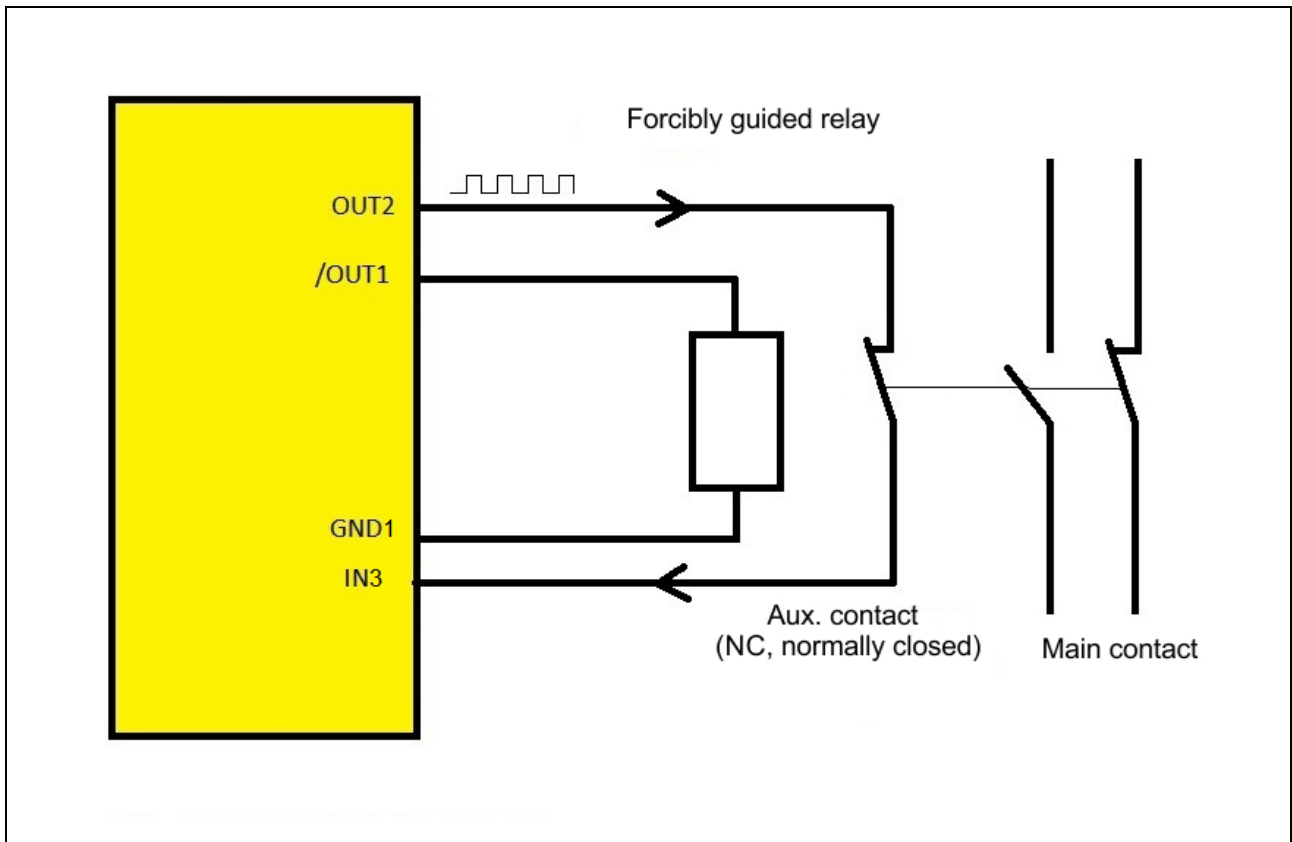 Forcibly guided relay
OUT2
/OUT1
GND1
IN3
Aux. contact
(NC, normally closed)
Main contact